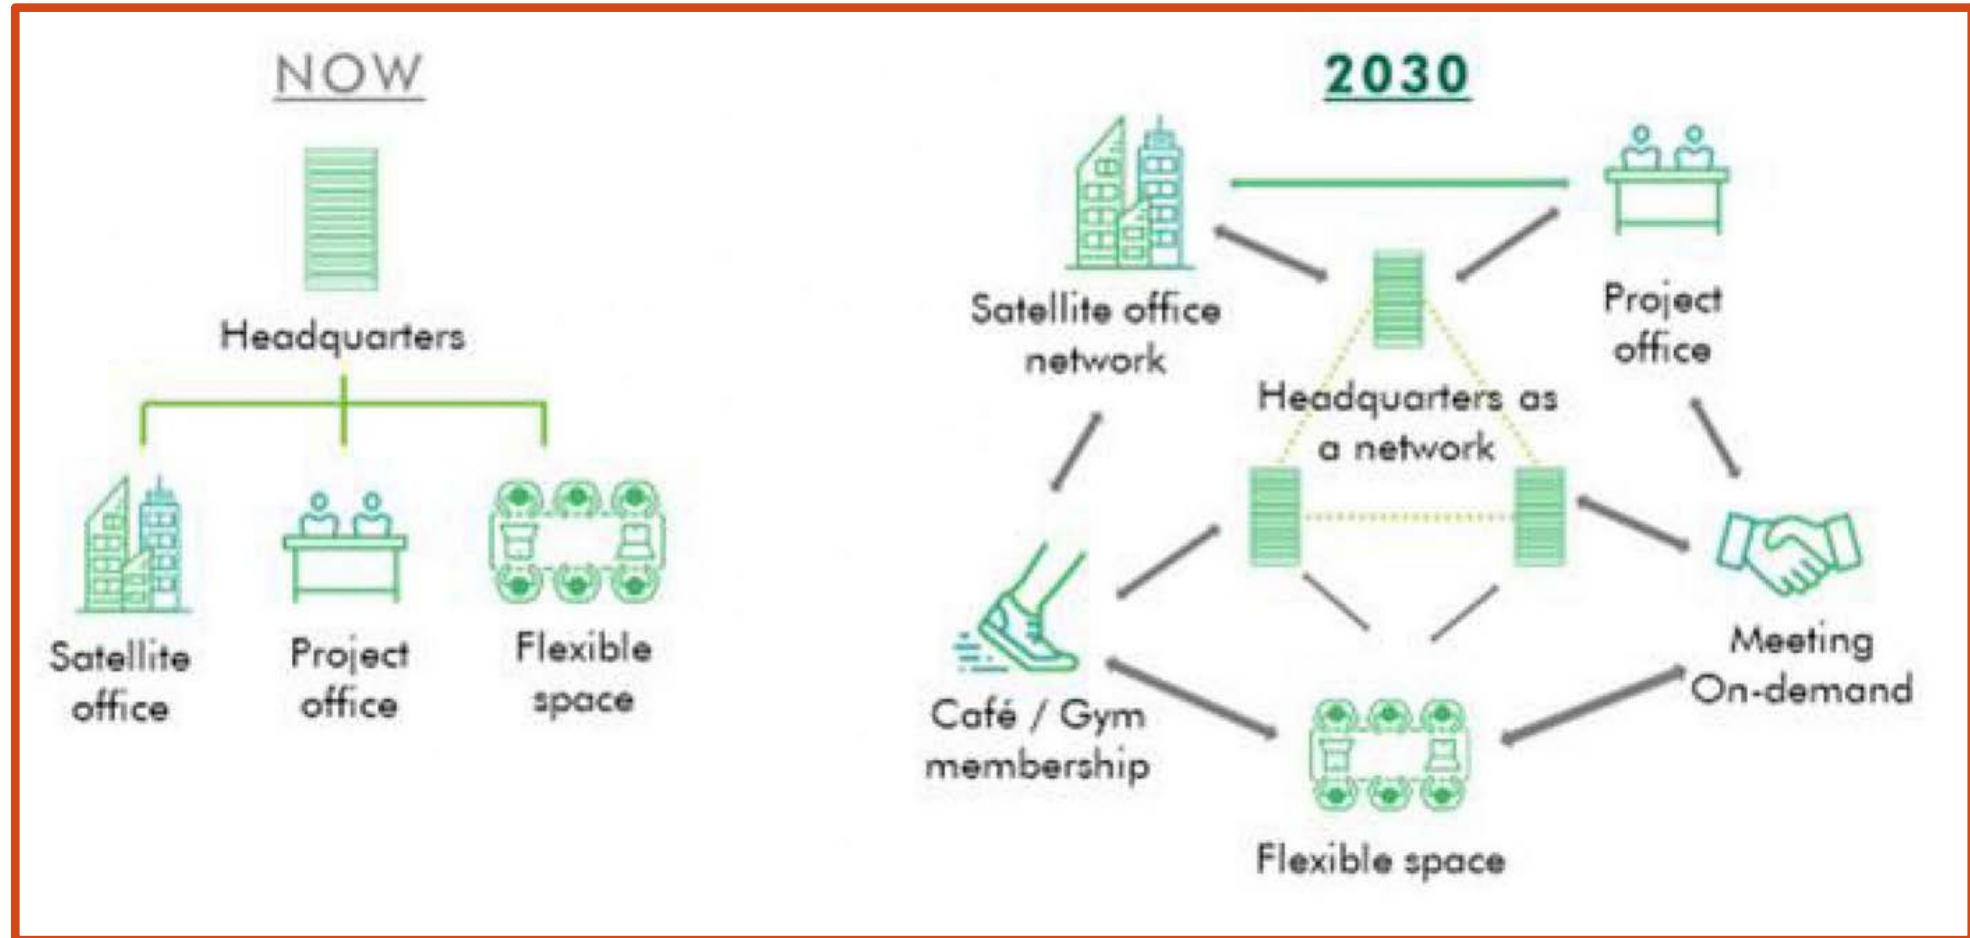 NOW
Headquarters
Satellite
office
Project
office
Flexible
space
2030
Satellite office
network
Project
office
Headquarters as
a network
Café / Gym
membership
Meeting
On-demand
Flexible space